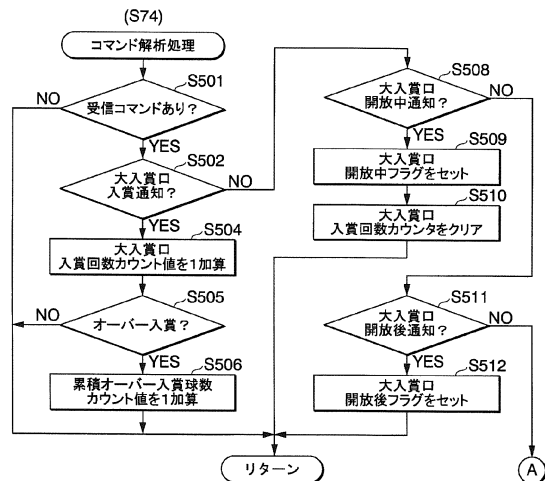 (S74)
コマンド解析処理
S501
受信コマンドあり?
NO
YES
S502
大入賞口
入賞通知?
NO
YES
S504
大入賞口
入賞回数カウント値を1加算
S505
オーバー入賞?
NO
YES
S506
累積オーバー入賞球数
カウント値を1加算
S508
大入賞口
開放中通知?
NO
YES
S509
大入賞口
開放中フラグをセット
S510
大入賞口
入賞回数カウンタをクリア
S511
大入賞口
開放後通知?
NO
YES
S512
大入賞口
開放後フラグをセット
リターン
A